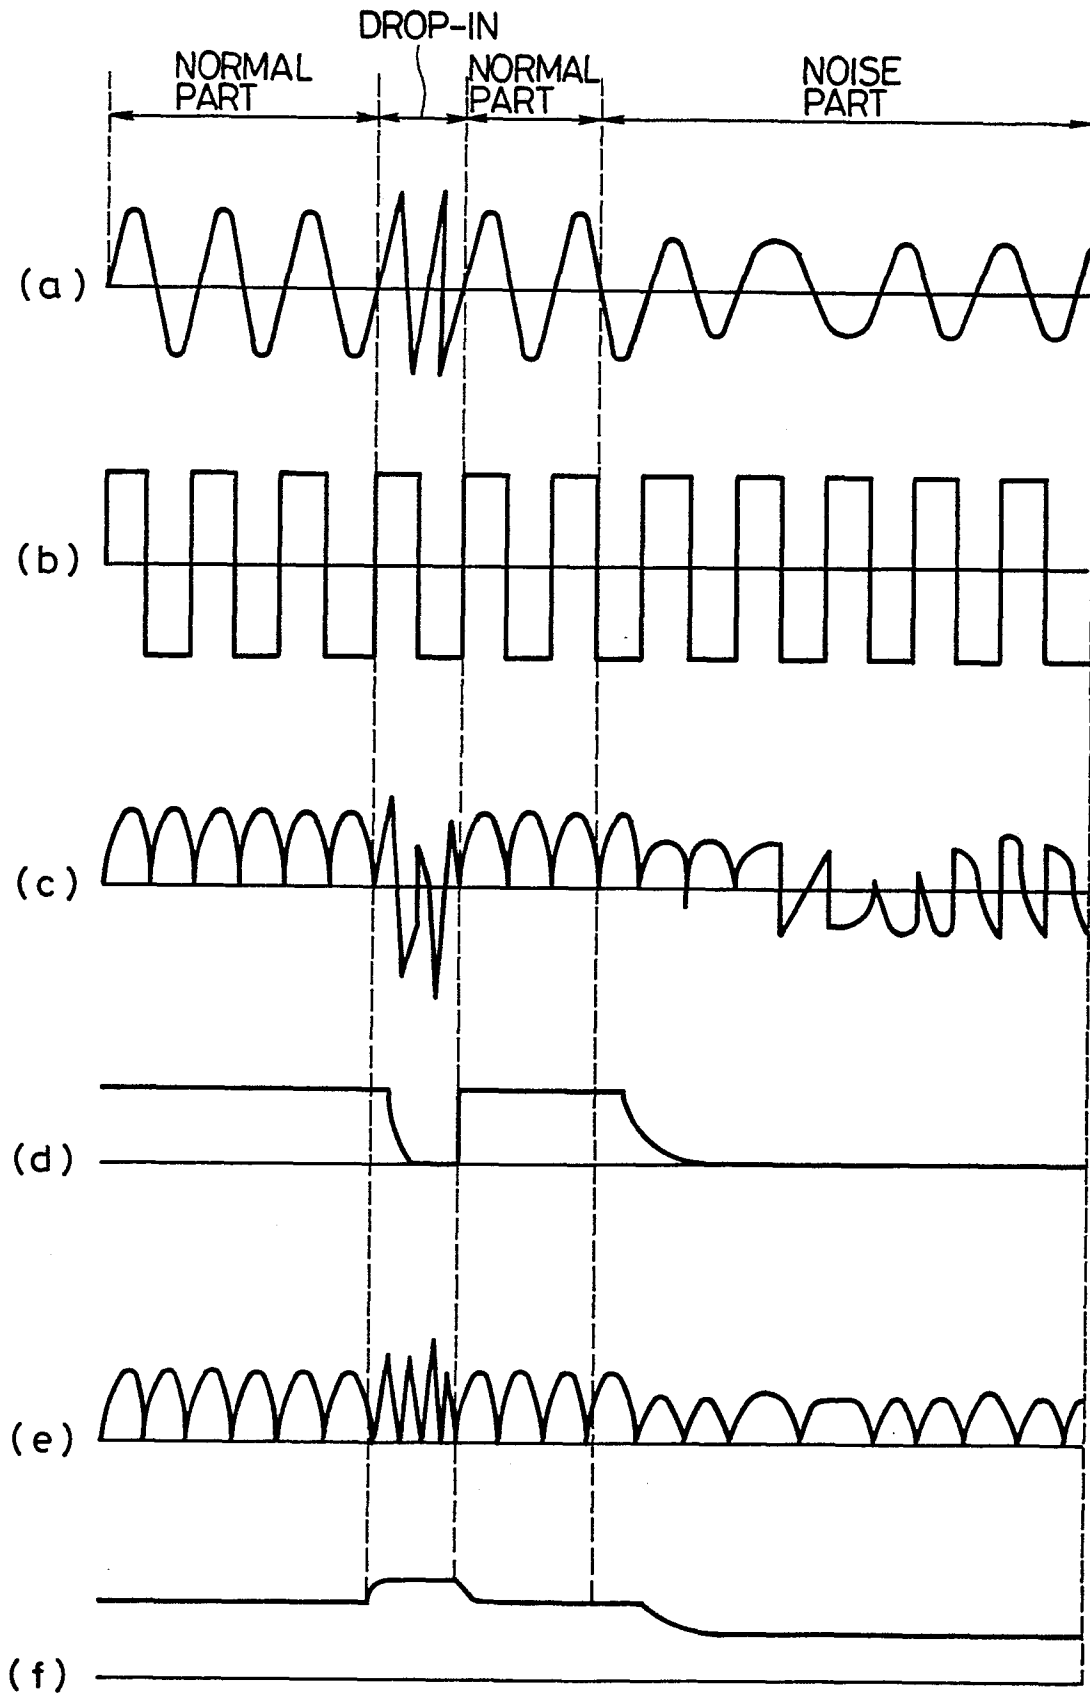 DROP-IN
NORMAL
PART
NORMAL
PART
NOISE
PART
(a)
(b)
(c)
(d)
(e)
(f)